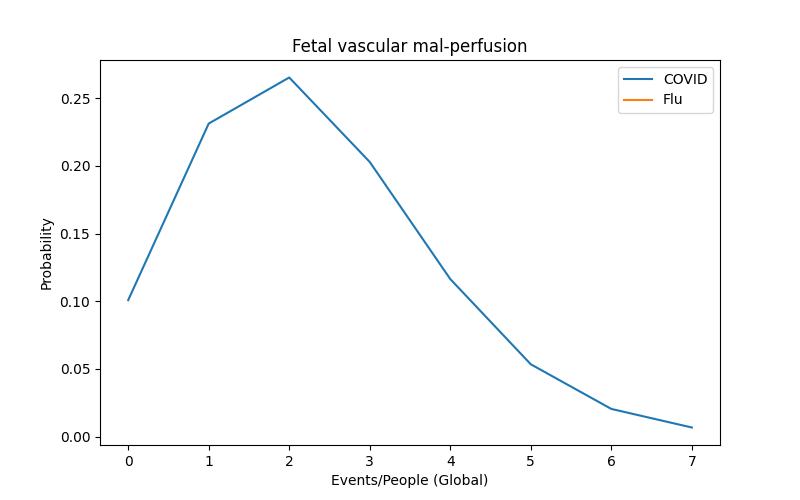 Fetal vascular mal-perfusion
COVID
Flu
0.25
0.20
0.15
0.10
0.05
0.00
Probability
0 1 2 3 4 5 6 7
Events/People (Global)